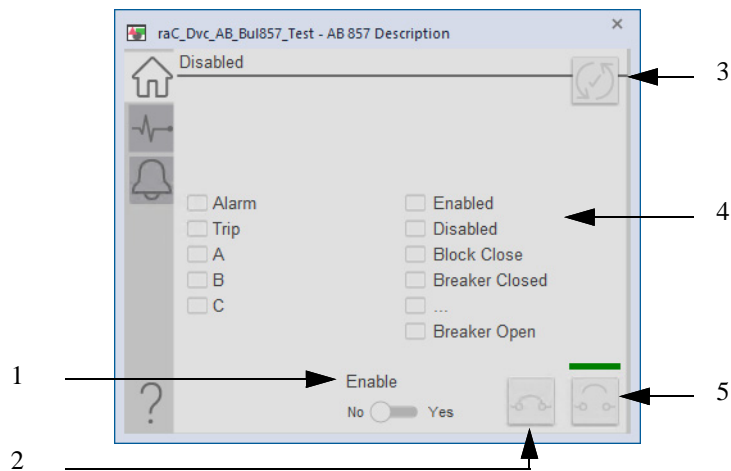 raC_Dvc_AB_Bul857_Test - AB 857 Description
Disabled
3
Alarm
Trip
A
B
C
Enabled
Disabled
Block Close
Breaker Closed
...
Breaker Open
4
1
Enable
No Yes
?
5
2